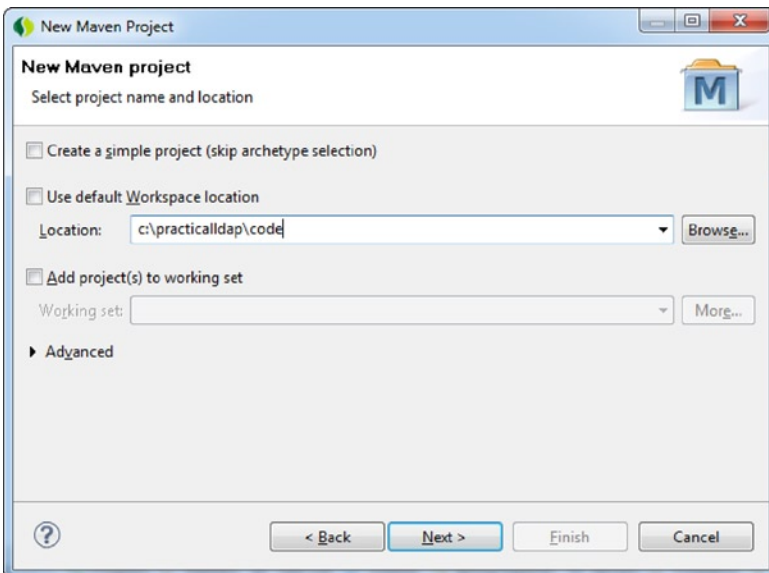 New Maven Project
New Maven project
Select project name and location
M
Create a simple project (skip archetype selection)
Use default Workspace location
Location: c:\practicalldap\code Browse...
Add project(s) to working set
Working set: More...
Advanced
? < Back Next > Finish Cancel